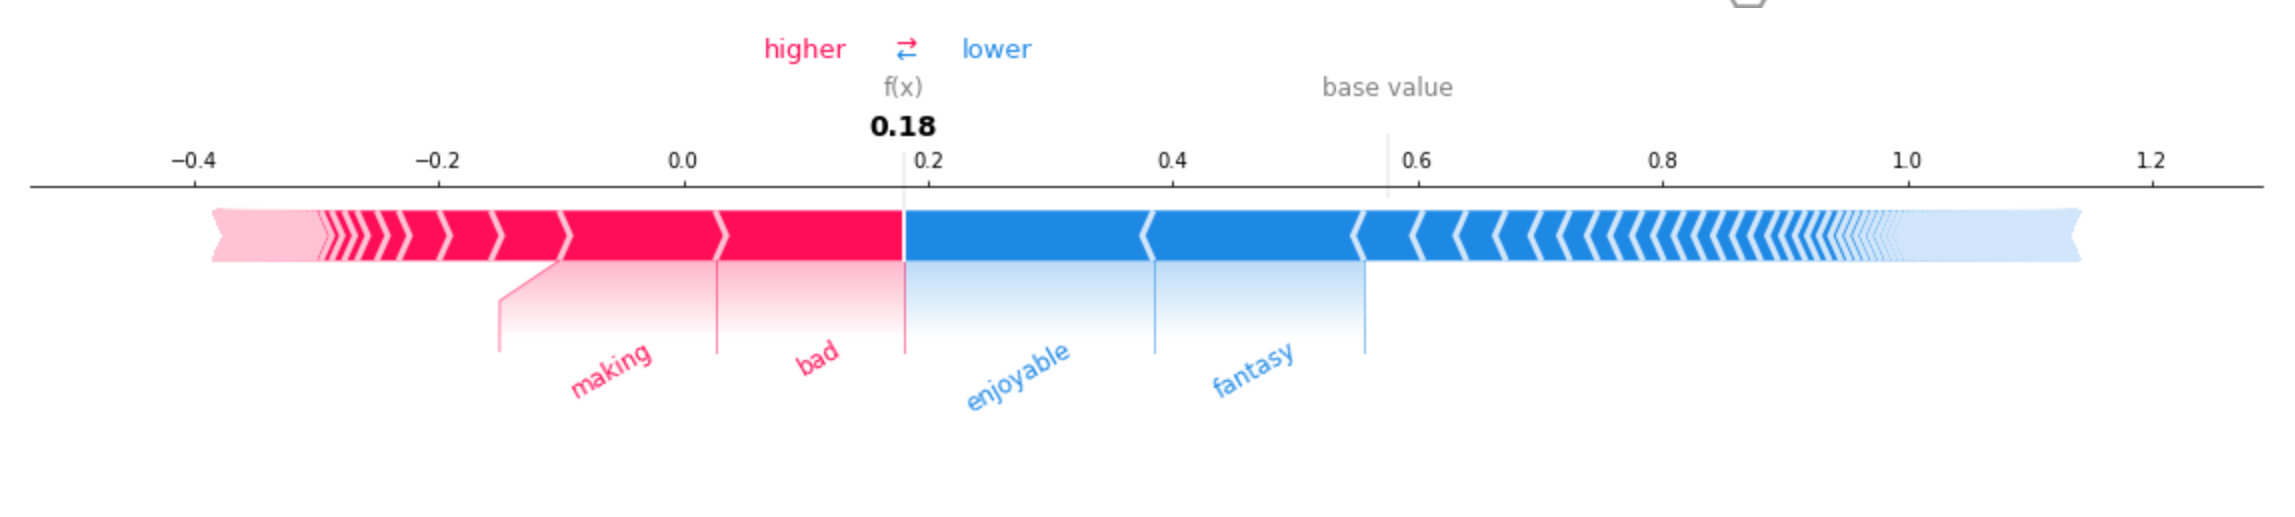 higher ⇄ lower
f(x) base value
0.18
−0.4 −0.2 0.0 0.2 0.4 0.6 0.8 1.0 1.2
making bad enjoyable fantasy